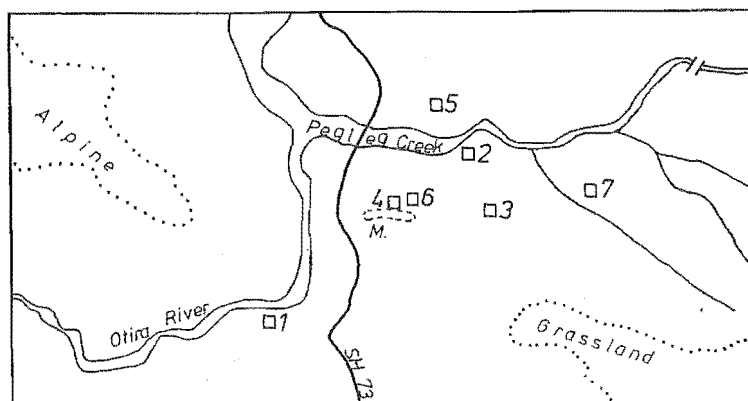 Alpine
Pegleg Creek
5
2
7
4
6
3
M.
Otira River
1
SH 73
Grassland